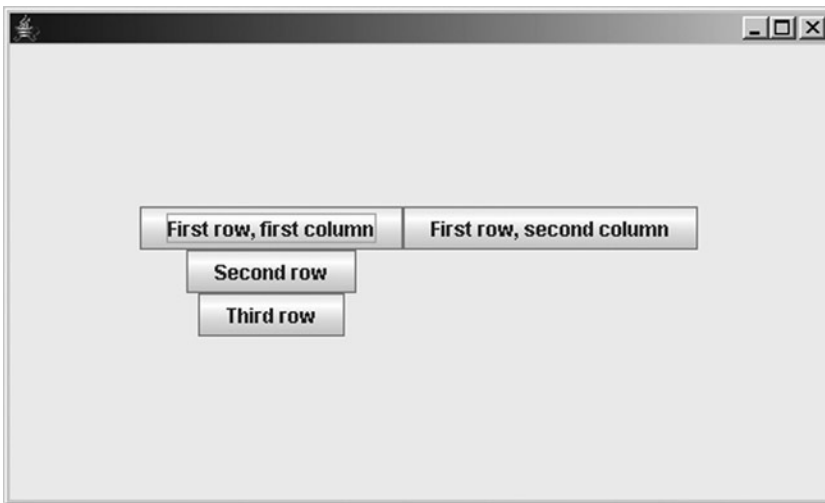 First row, first column
First row, second column
Second row
Third row